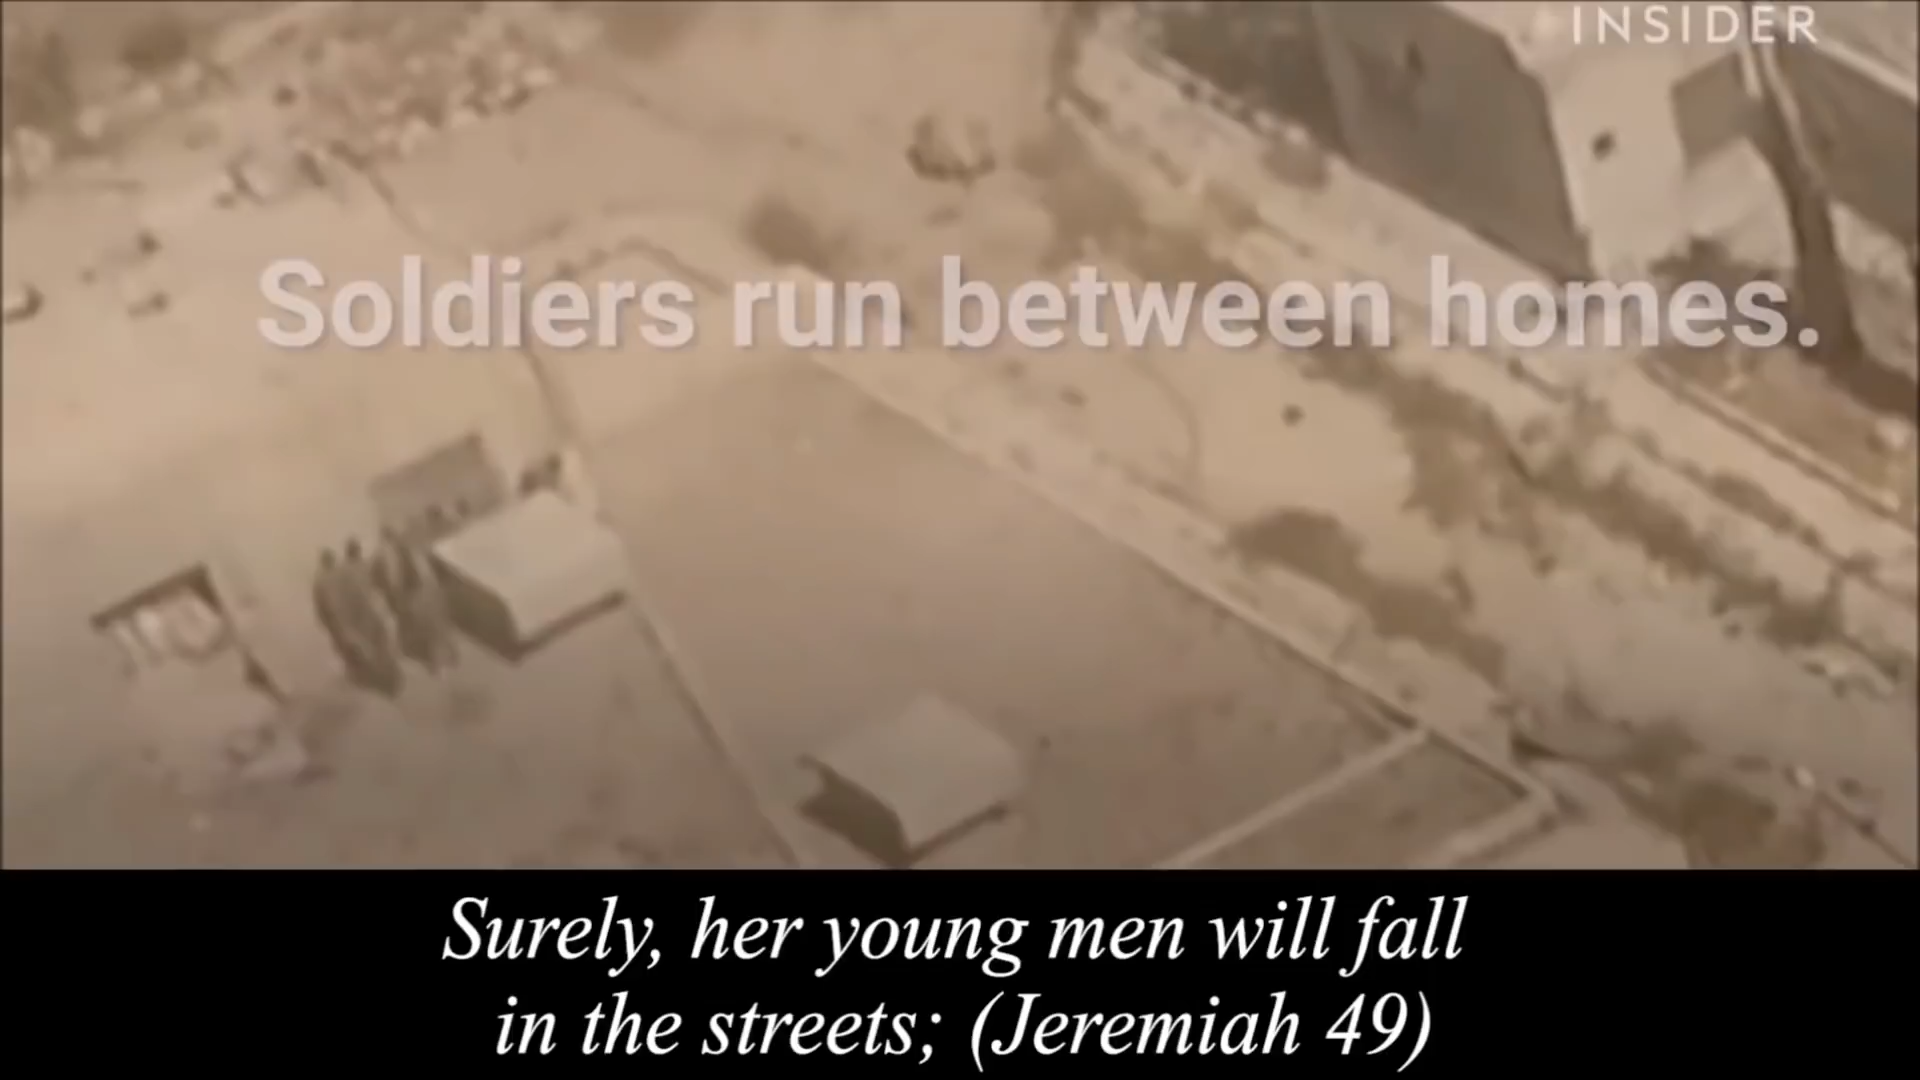 INSIDER
Soldiers run between homes.
Surely, her young men will fall
in the streets; (Jeremiah 49)